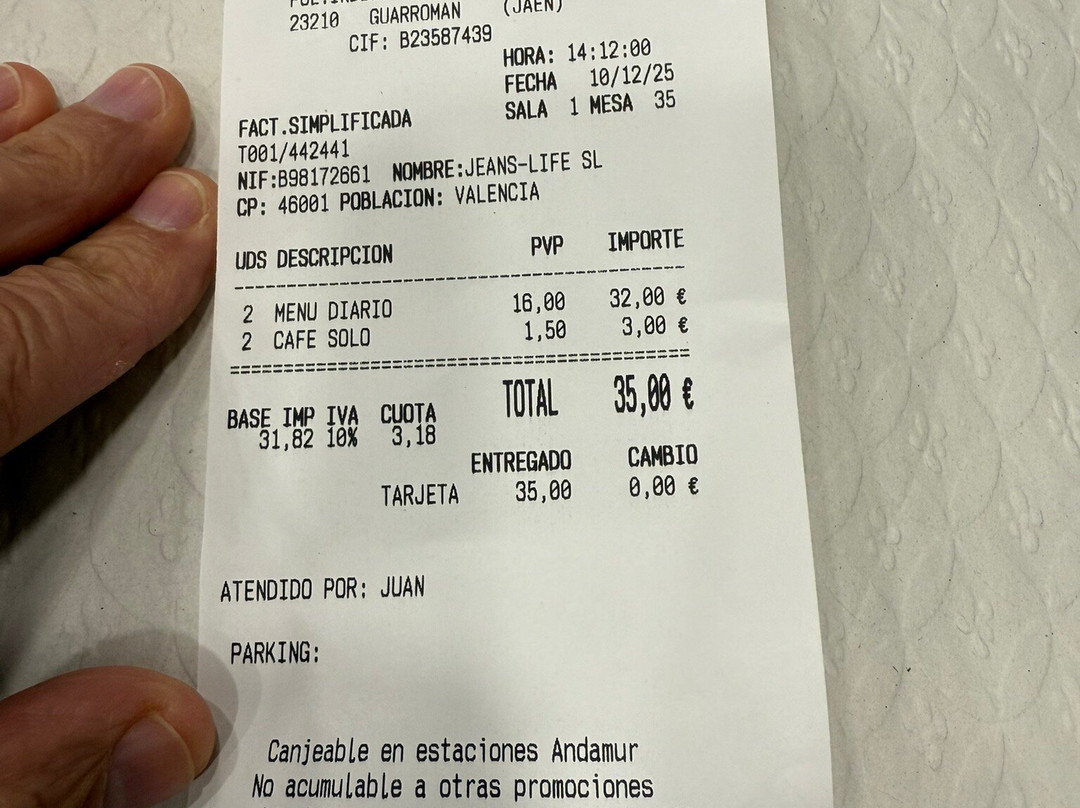 23210 GUARROMAN (JAEN)
CIF: B23587439
HORA: 14:12:00
FECHA 10/12/25
SALA 1 MESA 35
FACT.SIMPLIFICADA
T001/442441
NIF:B98172661 NOMBRE:JEANS-LIFE SL
CP: 46001 POBLACION: VALENCIA
UDS DESCRIPCION PVP IMPORTE
2 MENU DIARIO 16,00 32,00 €
2 CAFE SOLO 1,50 3,00 €
TOTAL 35,00 €
BASE IMP IVA CUOTA
31,82 10% 3,18
ENTREGADO CAMBIO
TARJETA 35,00 0,00 €
ATENDIDO POR: JUAN
PARKING:
Canjeable en estaciones Andamur
No acumulable a otras promociones